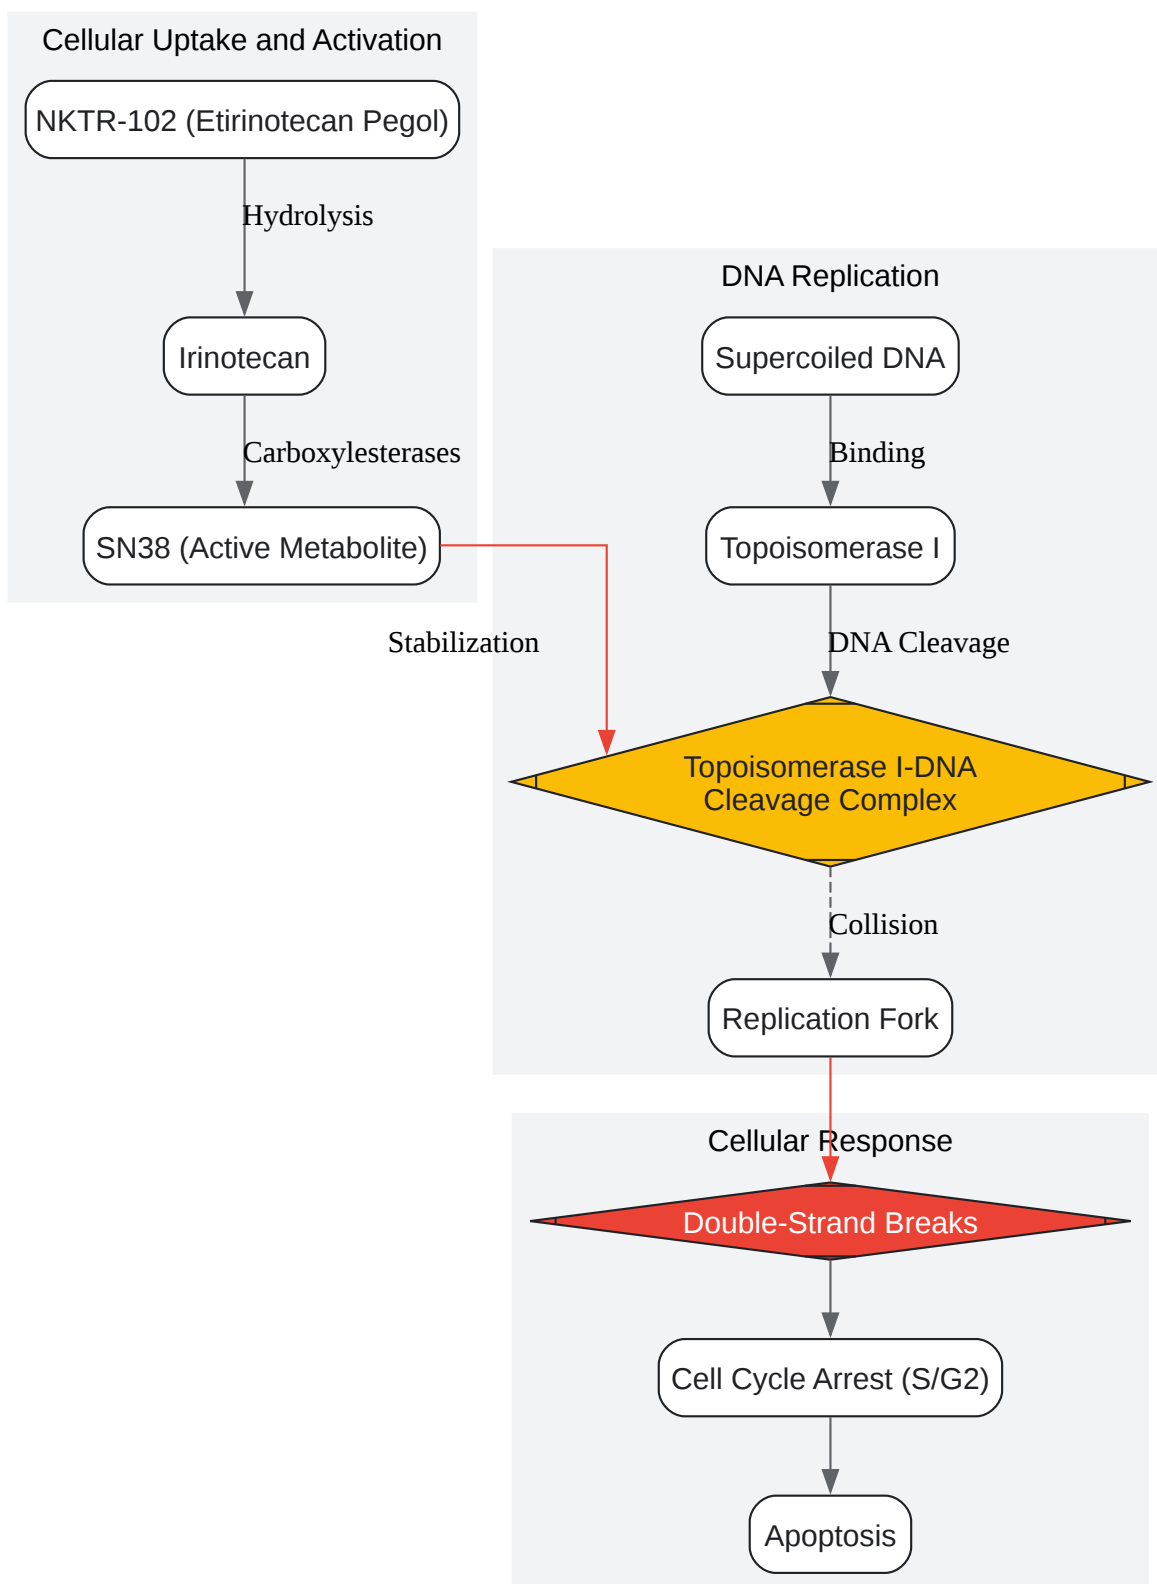 Cellular Uptake and Activation
NKTR-102 (Etirinotecan Pegol)
Hydrolysis
Irinotecan
Carboxylesterases
SN38 (Active Metabolite)
Stabilization
DNA Replication
Supercoiled DNA
Binding
Topoisomerase I
DNA Cleavage
Topoisomerase I-DNA
Cleavage Complex
Collision
Replication Fork
Cellular Response
Double-Strand Breaks
Cell Cycle Arrest (S/G2)
Apoptosis